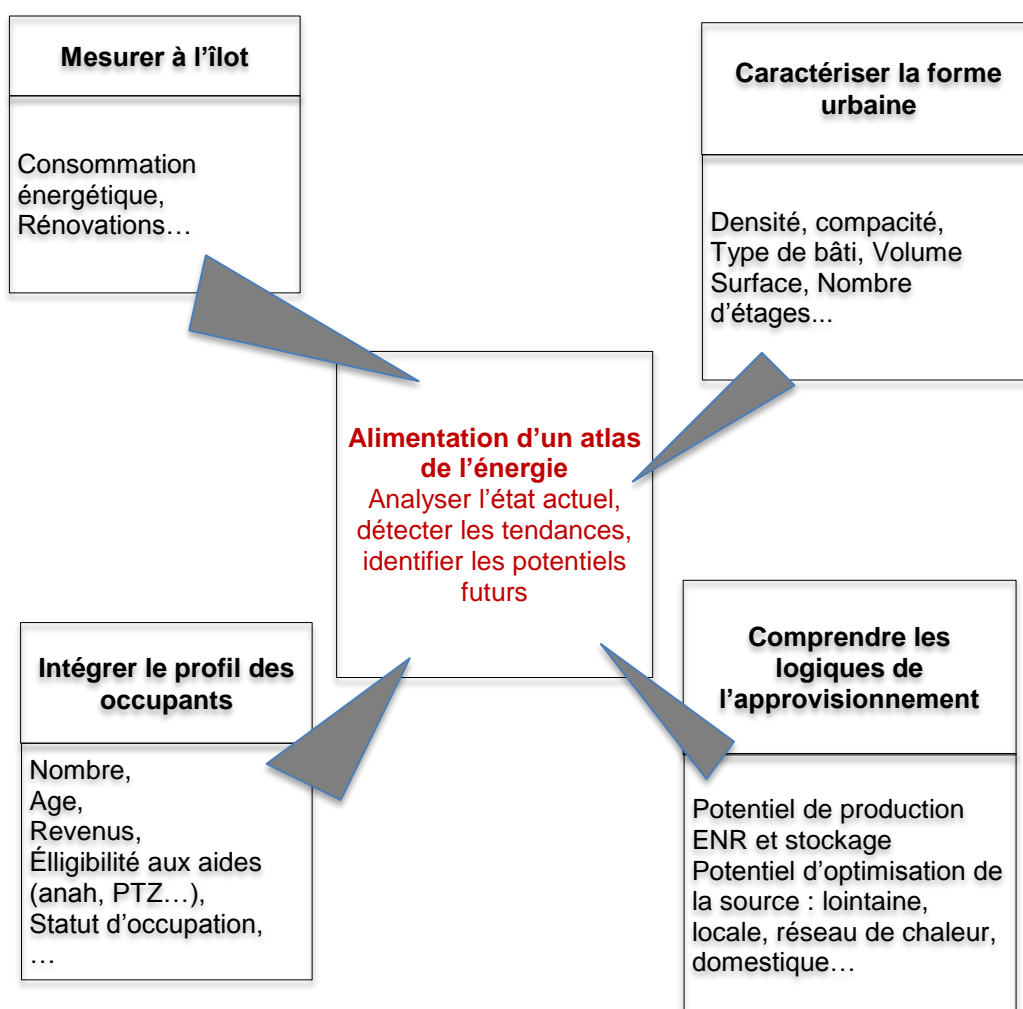 Mesurer à l’îlot
Consommation
énergétique,
Rénovations…
Caractériser la forme
urbaine
Densité, compacité,
Type de bâti, Volume
Surface, Nombre
d’étages...
Alimentation d’un atlas
de l’énergie
Analyser l’état actuel,
détecter les tendances,
identifier les potentiels
futurs
Intégrer le profil des
occupants
Nombre,
Age,
Revenus,
Élligibilité aux aides
(anah, PTZ…),
Statut d’occupation,
…
Comprendre les
logiques de
l’approvisionnement
Potentiel de production
ENR et stockage
Potentiel d’optimisation de
la source : lointaine,
locale, réseau de chaleur,
domestique…